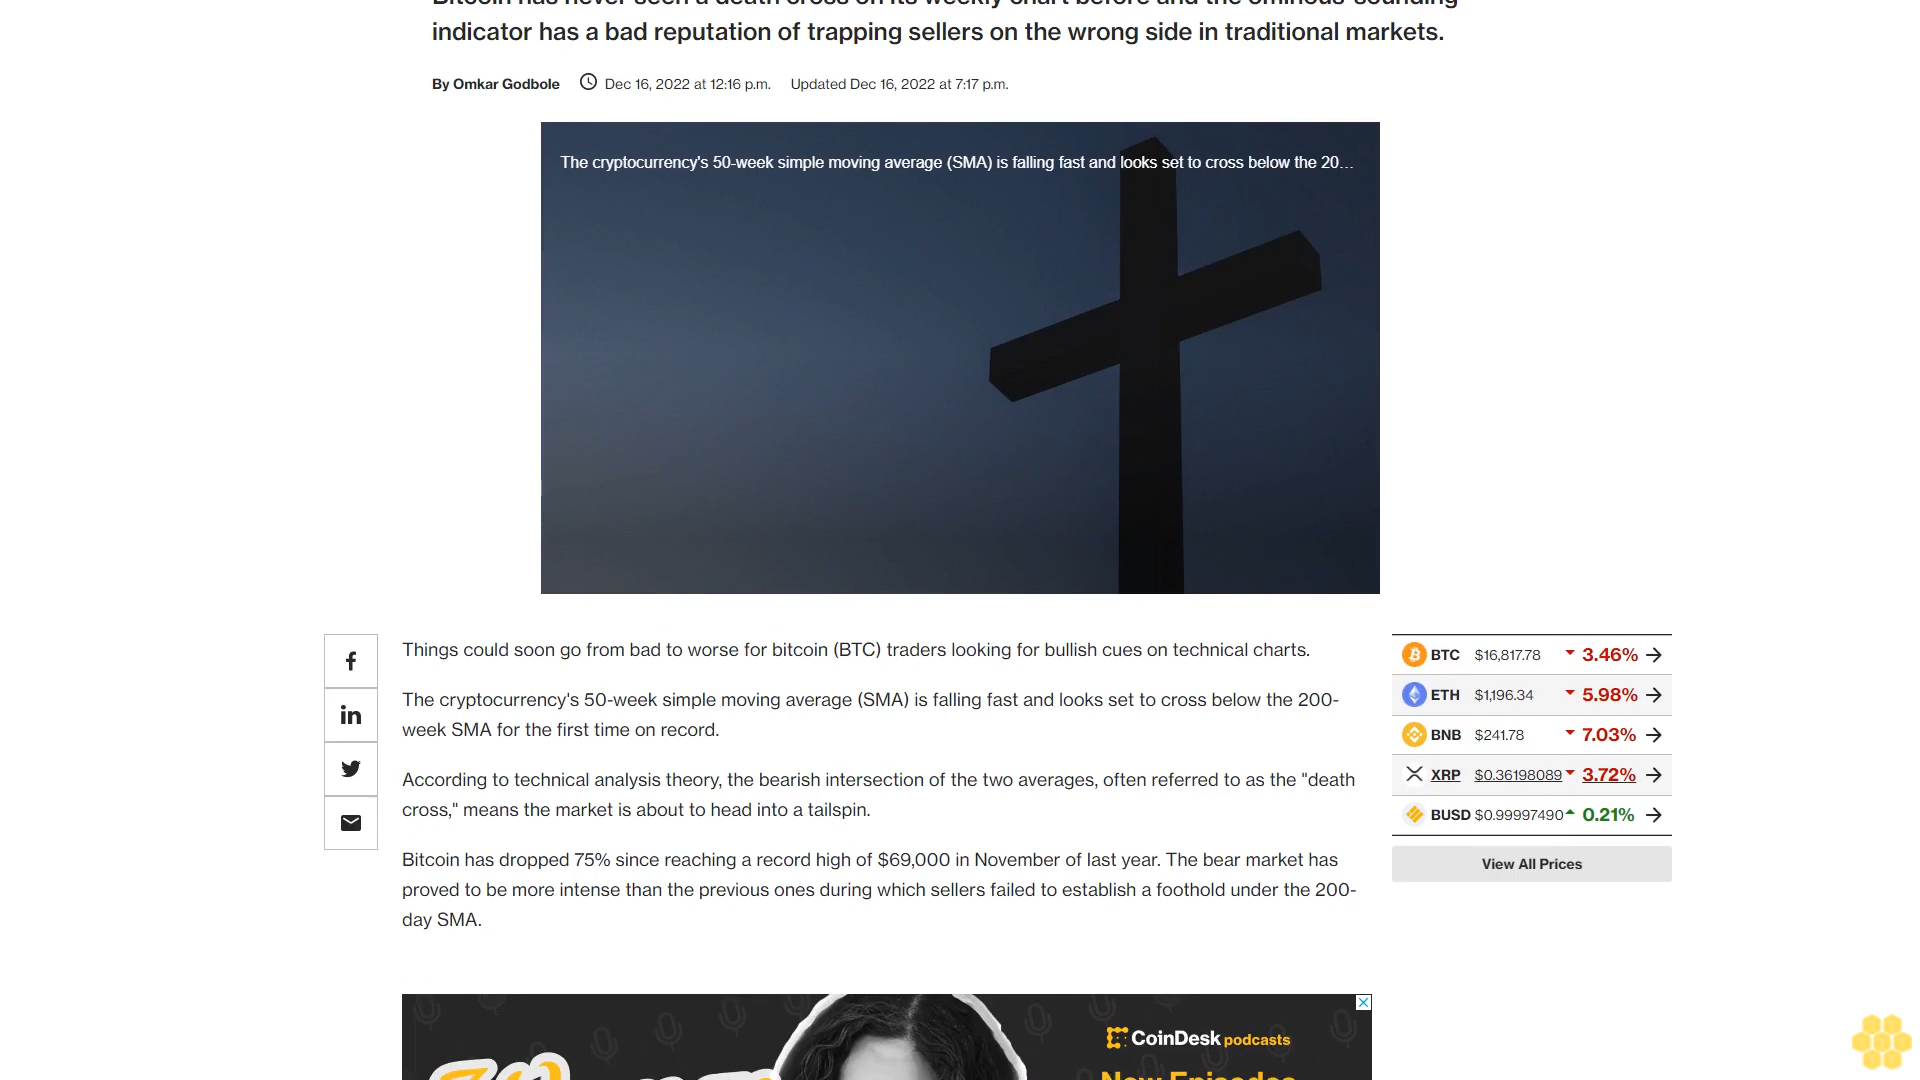 Bitcoin has never seen a death cross on its weekly chart before and the ominous-sounding
indicator has a bad reputation of trapping sellers on the wrong side in traditional markets.
By Omkar Godbole Dec 16, 2022 at 12:16 p.m. Updated Dec 16, 2022 at 7:17 p.m.
The cryptocurrency's 50-week simple moving average (SMA) is falling fast and looks set to cross below the 20...
Things could soon go from bad to worse for bitcoin (BTC) traders looking for bullish cues on technical charts.
The cryptocurrency's 50-week simple moving average (SMA) is falling fast and looks set to cross below the 200-
week SMA for the first time on record.
According to technical analysis theory, the bearish intersection of the two averages, often referred to as the "death
cross," means the market is about to head into a tailspin.
Bitcoin has dropped 75% since reaching a record high of $69,000 in November of last year. The bear market has
proved to be more intense than the previous ones during which sellers failed to establish a foothold under the 200-
day SMA.
BTC $16,817.78 3.46%
ETH $1,196.34 5.98%
BNB $241.78 7.03%
XRP $0.36198089 3.72%
BUSD $0.99997490 0.21%
View All Prices
CoinDesk podcasts
New Episodes